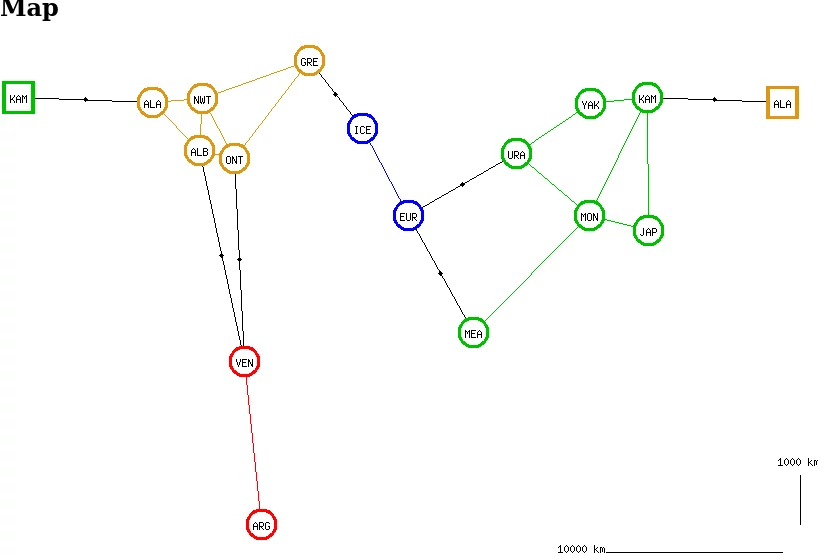 Map
GRE
KAM
ALA
NWT
YAK
KAM
ALA
ICE
ALB
ONT
URA
EUR
MON
JAP
MEA
VEN
1000 km
ARG
10000 km